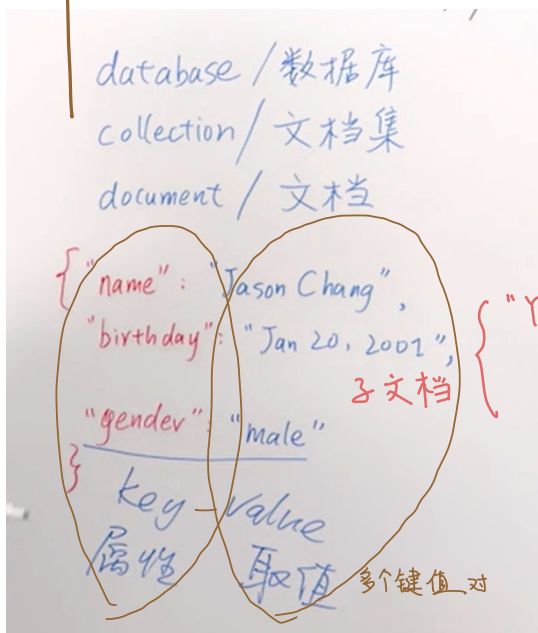 database / 数据库
collection / 文档集
document / 文档
{"name": "Jason Chang",
"birthday": "Jan 20, 2001", { "Y
子文档
"gender": "male"
}
key - value
属性 取值 多个键值对